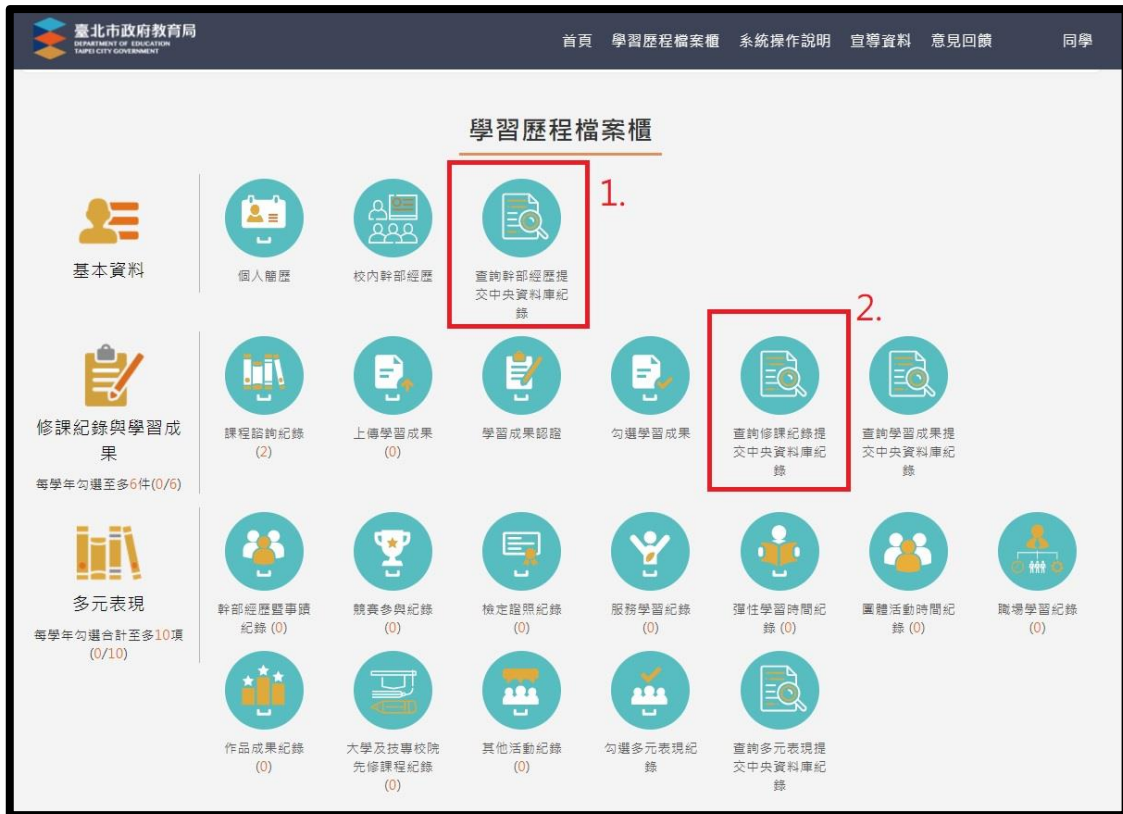 臺北市政府教育局
DEPARTMENT OF EDUCATION
TAIPEI CITY GOVERNMENT
首頁 學習歷程檔案櫃 系統操作說明 宣導資料 意見回饋 同學
學習歷程檔案櫃
1.
基本資料
個人簡歷
校內幹部經歷
查詢幹部經歷提
交中央資料庫紀
錄
2.
修課紀錄與學習成
果
每學年勾選至多6件(0/6)
課程諮詢紀錄
(2)
上傳學習成果
(0)
學習成果認證
勾選學習成果
查詢修課紀錄提
交中央資料庫紀
錄
查詢學習成果提
交中央資料庫紀
錄
多元表現
每學年勾選合計至多10項
(0/10)
幹部經歷暨事蹟
紀錄 (0)
競賽參與紀錄
(0)
檢定證照紀錄
(0)
服務學習紀錄
(0)
彈性學習時間紀
錄 (0)
團體活動時間紀
錄 (0)
職場學習紀錄
(0)
作品成果紀錄
(0)
大學及技專校院
先修課程紀錄
(0)
其他活動紀錄
(0)
勾選多元表現紀
錄
查詢多元表現提
交中央資料庫紀
錄